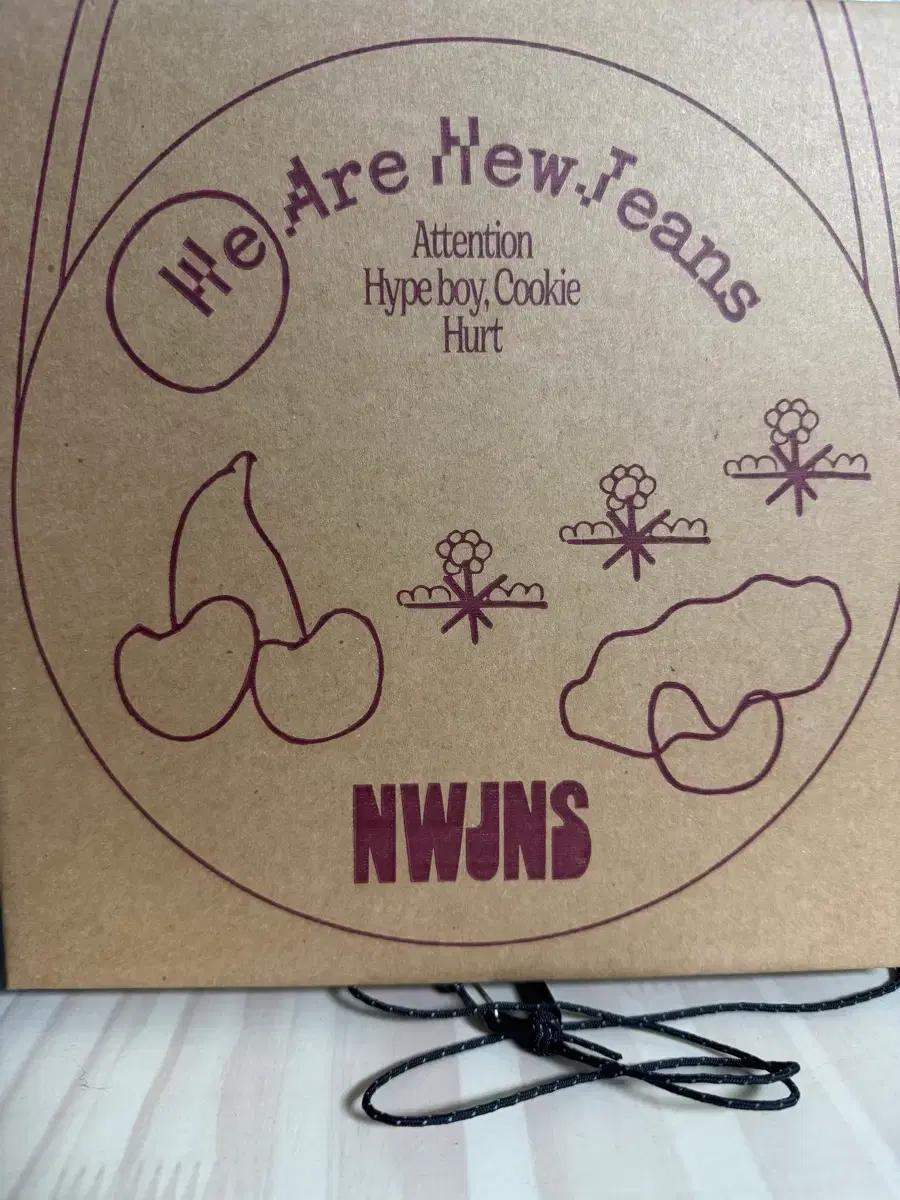 We Are NewJeans
Attention
Hype boy, Cookie
Hurt
NWJNS